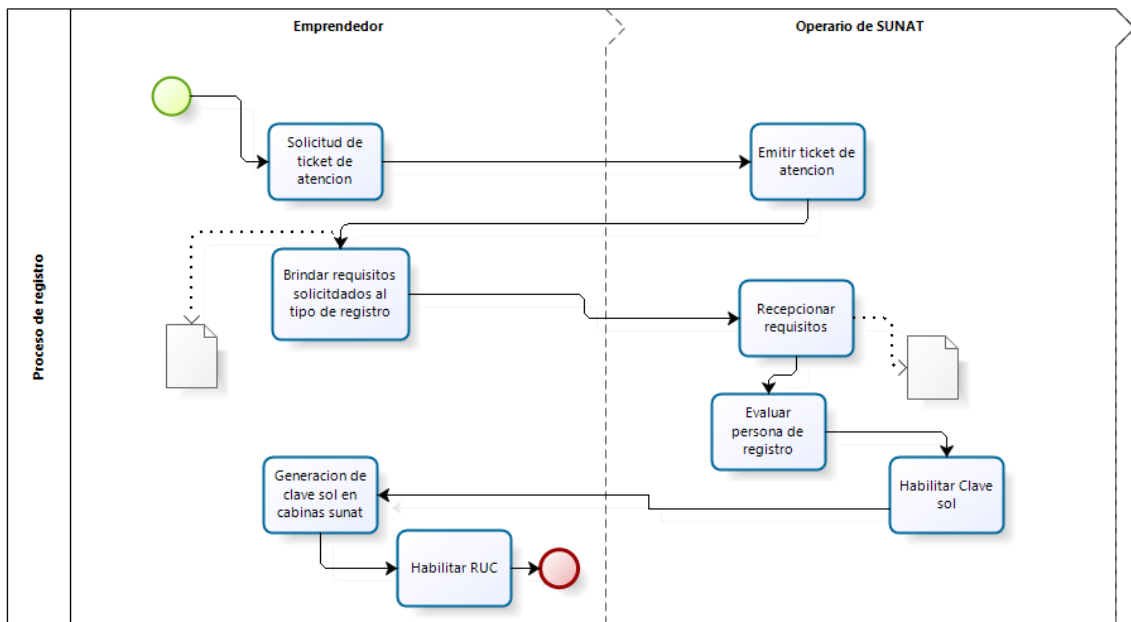 Proceso de registro
Emprendedor
Operario de SUNAT
Solicitud de
ticket de
atencion
Emitir ticket de
atencion
Brindar requisitos
solicitdados al
tipo de registro
Recepcionar
requisitos
Evaluar
persona de
registro
Habilitar Clave
sol
Generacion de
clave sol en
cabinas sunat
Habilitar RUC